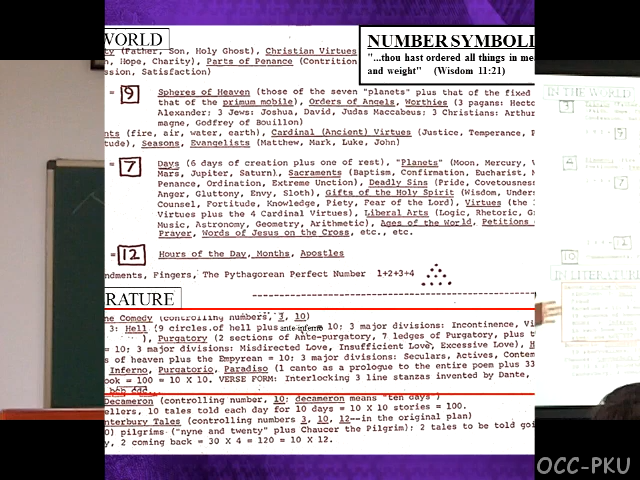 WORLD
NUMBER SYMBOL
"...thou hast ordered all things in me
and weight" (Wisdom 11:21)
ty (Father, Son, Holy Ghost), Christian Virtues
h, Hope, Charity), Parts of Penance (Contrition
ssion, Satisfaction)
= 9 Spheres of Heaven (those of the seven "planets" plus that of the fixed
that of the primum mobile), Orders of Angels, Worthies (3 pagans: Hecto
Alexander; 3 Jews: Joshua, David, Judas Maccabeus; 3 Christians: Arthur
magne, Godfrey of Bouillon)
nts (fire, air, water, earth), Cardinal (Ancient) Virtues (Justice, Temperance, P
tude), Seasons, Evangelists (Matthew, Mark, Luke, John)
= 7 Days (6 days of creation plus one of rest), "Planets" (Moon, Mercury, V
Mars, Jupiter, Saturn), Sacraments (Baptism, Confirmation, Eucharist, M
Penance, Ordination, Extreme Unction), Deadly Sins (Pride, Covetousnes
Anger, Gluttony, Envy, Sloth), Gifts of the Holy Spirit (Wisdom, Unders
Counsel, Fortitude, Knowledge, Piety, Fear of the Lord), Virtues (the
Virtues plus the 4 Cardinal Virtues), Liberal Arts (Logic, Rhetoric, G
Music, Astronomy, Geometry, Arithmetic), Ages of the World, Petitions
Prayer, Words of Jesus on the Cross, etc., etc.
= 12 Hours of the Day, Months, Apostles
ndments, Fingers, The Pythagorean Perfect Number 1+2+3+4
RATURE
ne Comedy (controlling numbers, 3, 10)
3: Hell (9 circles of hell plus ante-inferno = 10; 3 major divisions: Incontinence, Vi
), Purgatory (2 sections of Ante-purgatory, 7 ledges of Purgatory, plus t
= 10; 3 major divisions: Misdirected Love, Insufficient Love, Excessive Love), H
s of heaven plus the Empyrean = 10; 3 major divisions: Seculars, Actives, Contem
Inferno, Purgatorio, Paradiso (1 canto as a prologue to the entire poem plus 33
ook = 100 = 10 X 10. VERSE FORM: Interlocking 3 line stanzas invented by Dante,
bcb cdc...
Decameron (controlling number, 10; decameron means "ten days")
ellers, 10 tales told each day for 10 days = 10 X 10 stories = 100.
nterbury Tales (controlling numbers 3, 10, 12--in the original plan)
0) pilgrims ("nyne and twenty" plus Chaucer the Pilgrim): 2 tales to be told goi
y, 2 coming back = 30 X 4 = 120 = 10 X 12.
IN THE WORLD
3
4
7
12
10
IN LITERATURE
OCC-PKU